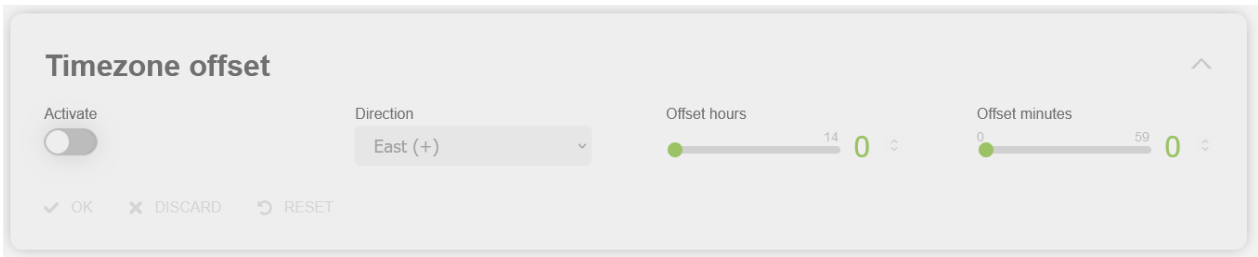 Timezone offset
Activate
Direction
Offset hours
Offset minutes
East (+)
14
0
0
59
0
OK
DISCARD
RESET